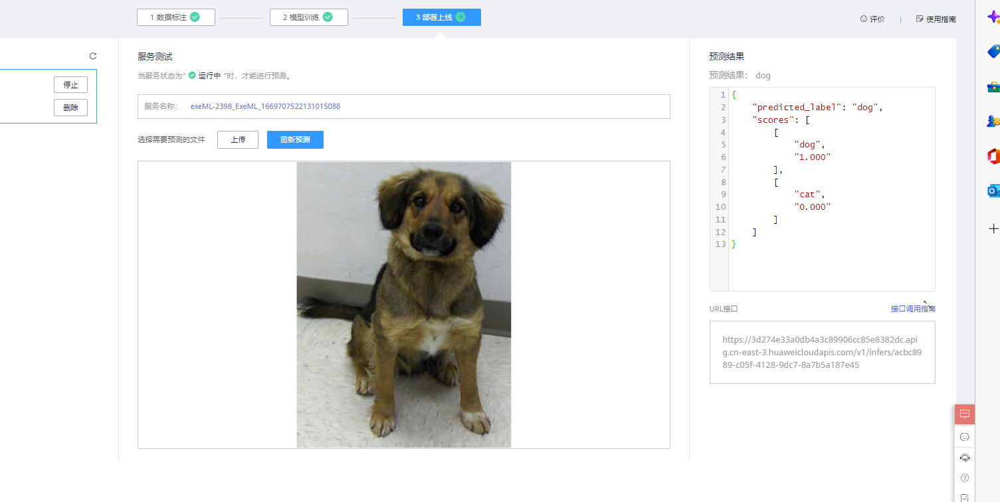 1 数据标注
2 模型训练
3 部署上线
评价
使用指南
停止
删除
服务测试
当服务状态为“ 运行中 ”时，才能进行预测。
服务名称： exeML-2398_ExeML_1669707522131015088
选择需要预测的文件 上传 重新预测
预测结果
预测结果： dog
1 {
2 "predicted_label": "dog",
3 "scores": [
4 [
5 "dog",
6 "1.000"
7 ],
8 [
9 "cat",
10 "0.000"
11 ]
12 ]
13 }
URL接口 接口调用指南
https://3d274e33a0db4a3c89906cc85e8382dc.api
g.cn-east-3.huaweicloudapis.com/v1/infers/acbc89
89-c05f-4128-9dc7-8a7b5a187e45